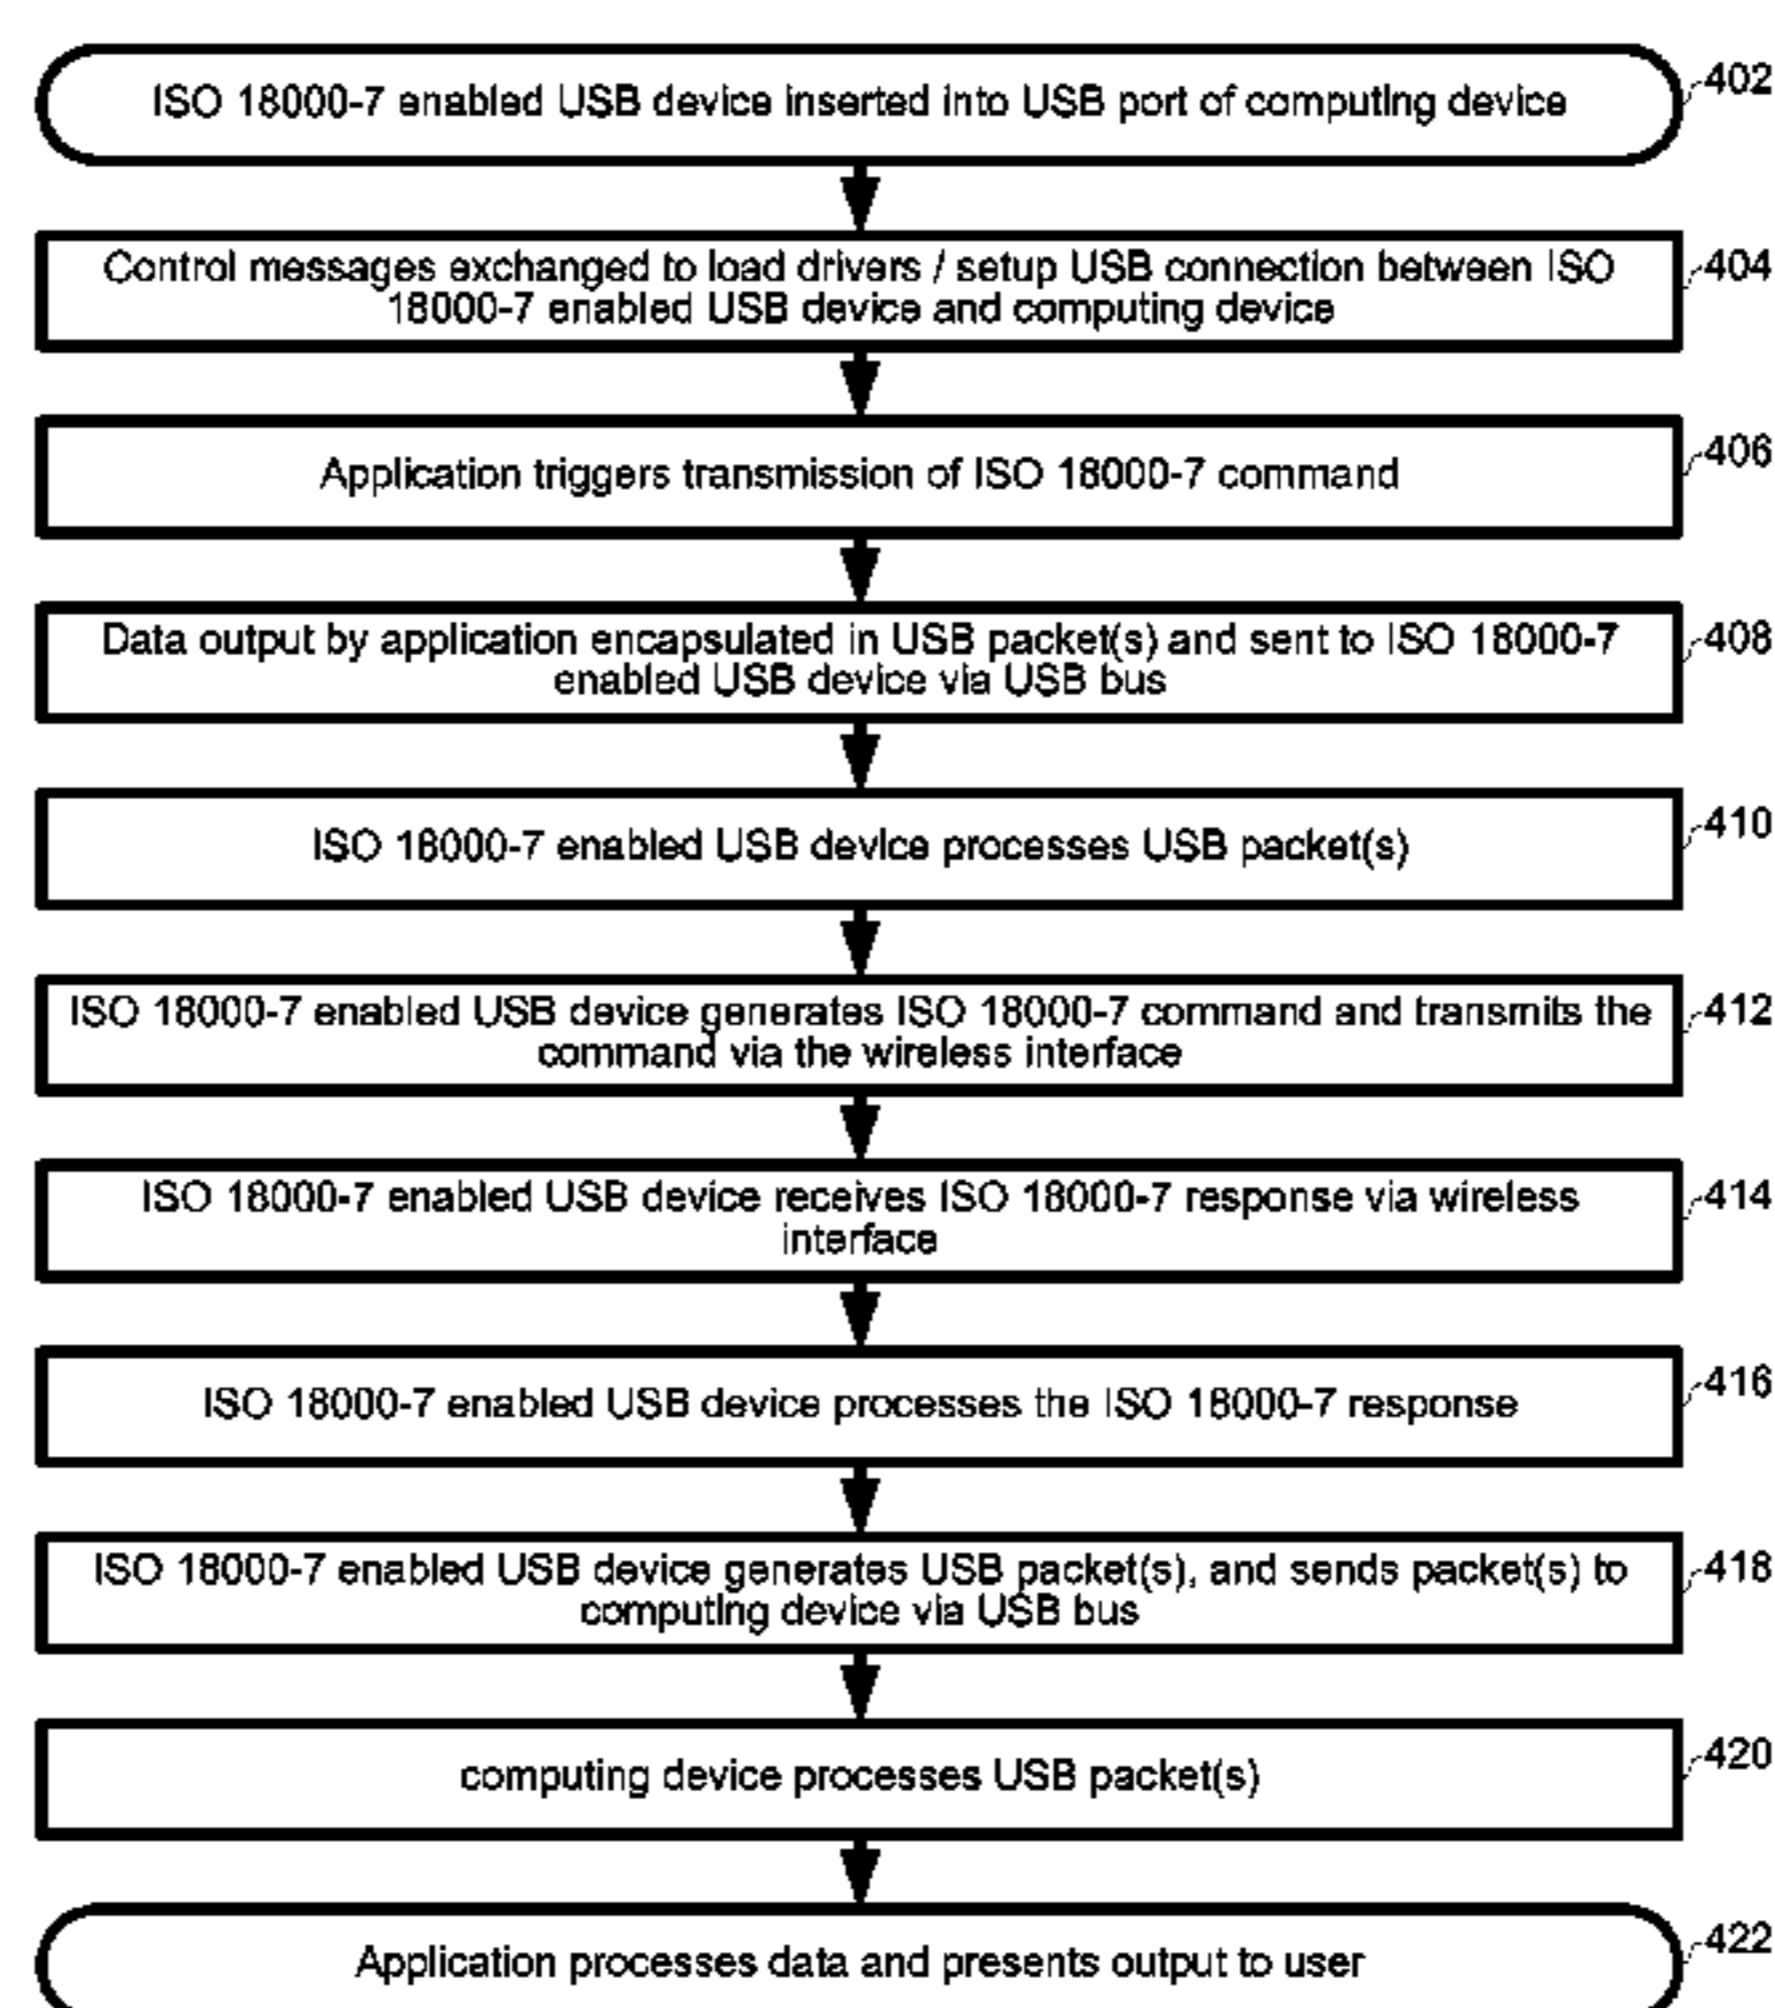 ISO 18000-7 enabled USB device inserted into USB port of computing device
402
Control messages exchanged to load drivers / setup USB connection between ISO
18000-7 enabled USB device and computing device
404
Application triggers transmission of ISO 18000-7 command
406
Data output by application encapsulated in USB packet(s) and sent to ISO 18000-7
enabled USB device via USB bus
408
ISO 18000-7 enabled USB device processes USB packet(s)
410
ISO 18000-7 enabled USB device generates ISO 18000-7 command and transmits the
command via the wireless interface
412
ISO 18000-7 enabled USB device receives ISO 18000-7 response via wireless
interface
414
ISO 18000-7 enabled USB device processes the ISO 18000-7 response
416
ISO 18000-7 enabled USB device generates USB packet(s), and sends packet(s) to
computing device via USB bus
418
computing device processes USB packet(s)
420
Application processes data and presents output to user
422